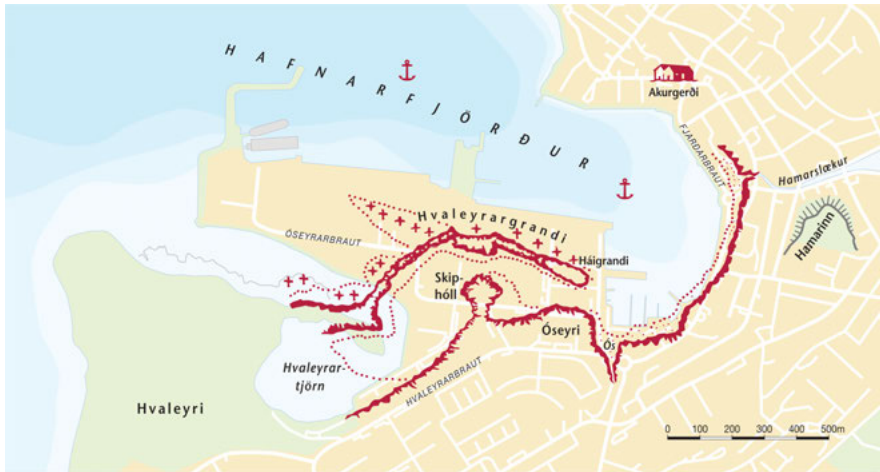 HAFNARFJÖRÐUR
Akurgerði
FJARÐARBRAUT
Hamarslækur
Hamarinn
Hvaleyrargrandi
ÓSEYRARBRAUT
Háigrandi
Skip-
hóll
Óseyri
Ós
Hvaleyrar-
tjörn
HVALEYRARBRAUT
Hvaleyri
0 100 200 300 400 500m